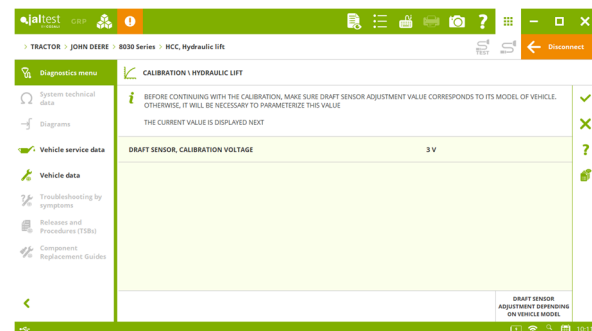 jaltest GRP
> TRACTOR > JOHN DEERE > 8030 Series > HCC, Hydraulic lift
TEST
Disconnect
Diagnostics menu
CALIBRATION \ HYDRAULIC LIFT
System technical
data
Diagrams
Vehicle service data
Vehicle data
Troubleshooting by
symptoms
Releases and
Procedures (TSBs)
Component
Replacement Guides
BEFORE CONTINUING WITH THE CALIBRATION, MAKE SURE DRAFT SENSOR ADJUSTMENT VALUE CORRESPONDS TO ITS MODEL OF VEHICLE.
OTHERWISE, IT WILL BE NECESSARY TO PARAMETERIZE THIS VALUE
THE CURRENT VALUE IS DISPLAYED NEXT
DRAFT SENSOR, CALIBRATION VOLTAGE 3 V
DRAFT SENSOR
ADJUSTMENT DEPENDING
ON VEHICLE MODEL